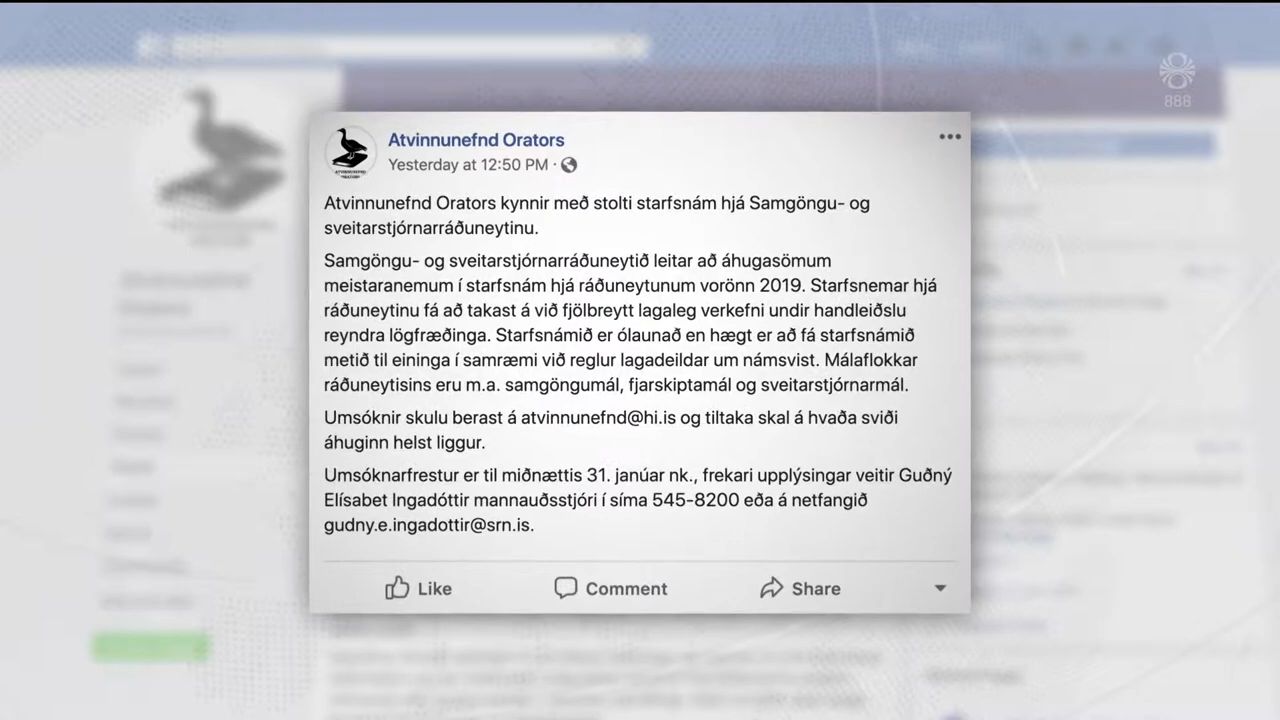 888
Atvinnunefnd Orators
Yesterday at 12:50 PM ·
Atvinnunefnd Orators kynnir með stolti starfsnám hjá Samgöngu- og
sveitarstjórnarráðuneytinu.
Samgöngu- og sveitarstjórnarráðuneytið leitar að áhugasömum
meistaranemum í starfsnám hjá ráðuneytunum vorönn 2019. Starfsnemar hjá
ráðuneytinu fá að takast á við fjölbreytt lagaleg verkefni undir handleiðslu
reyndra lögfræðinga. Starfsnámið er ólaunað en hægt er að fá starfsnámið
metið til eininga í samræmi við reglur lagadeildar um námsvist. Málaflokkar
ráðuneytisins eru m.a. samgöngumál, fjarskiptamál og sveitarstjórnarmál.
Umsóknir skulu berast á atvinnunefnd@hi.is og tiltaka skal á hvaða sviði
áhuginn helst liggur.
Umsóknarfrestur er til miðnættis 31. janúar nk., frekari upplýsingar veitir Guðný
Elísabet Ingadóttir mannauðsstjóri í síma 545-8200 eða á netfangið
gudny.e.ingadottir@srn.is.
Like Comment Share